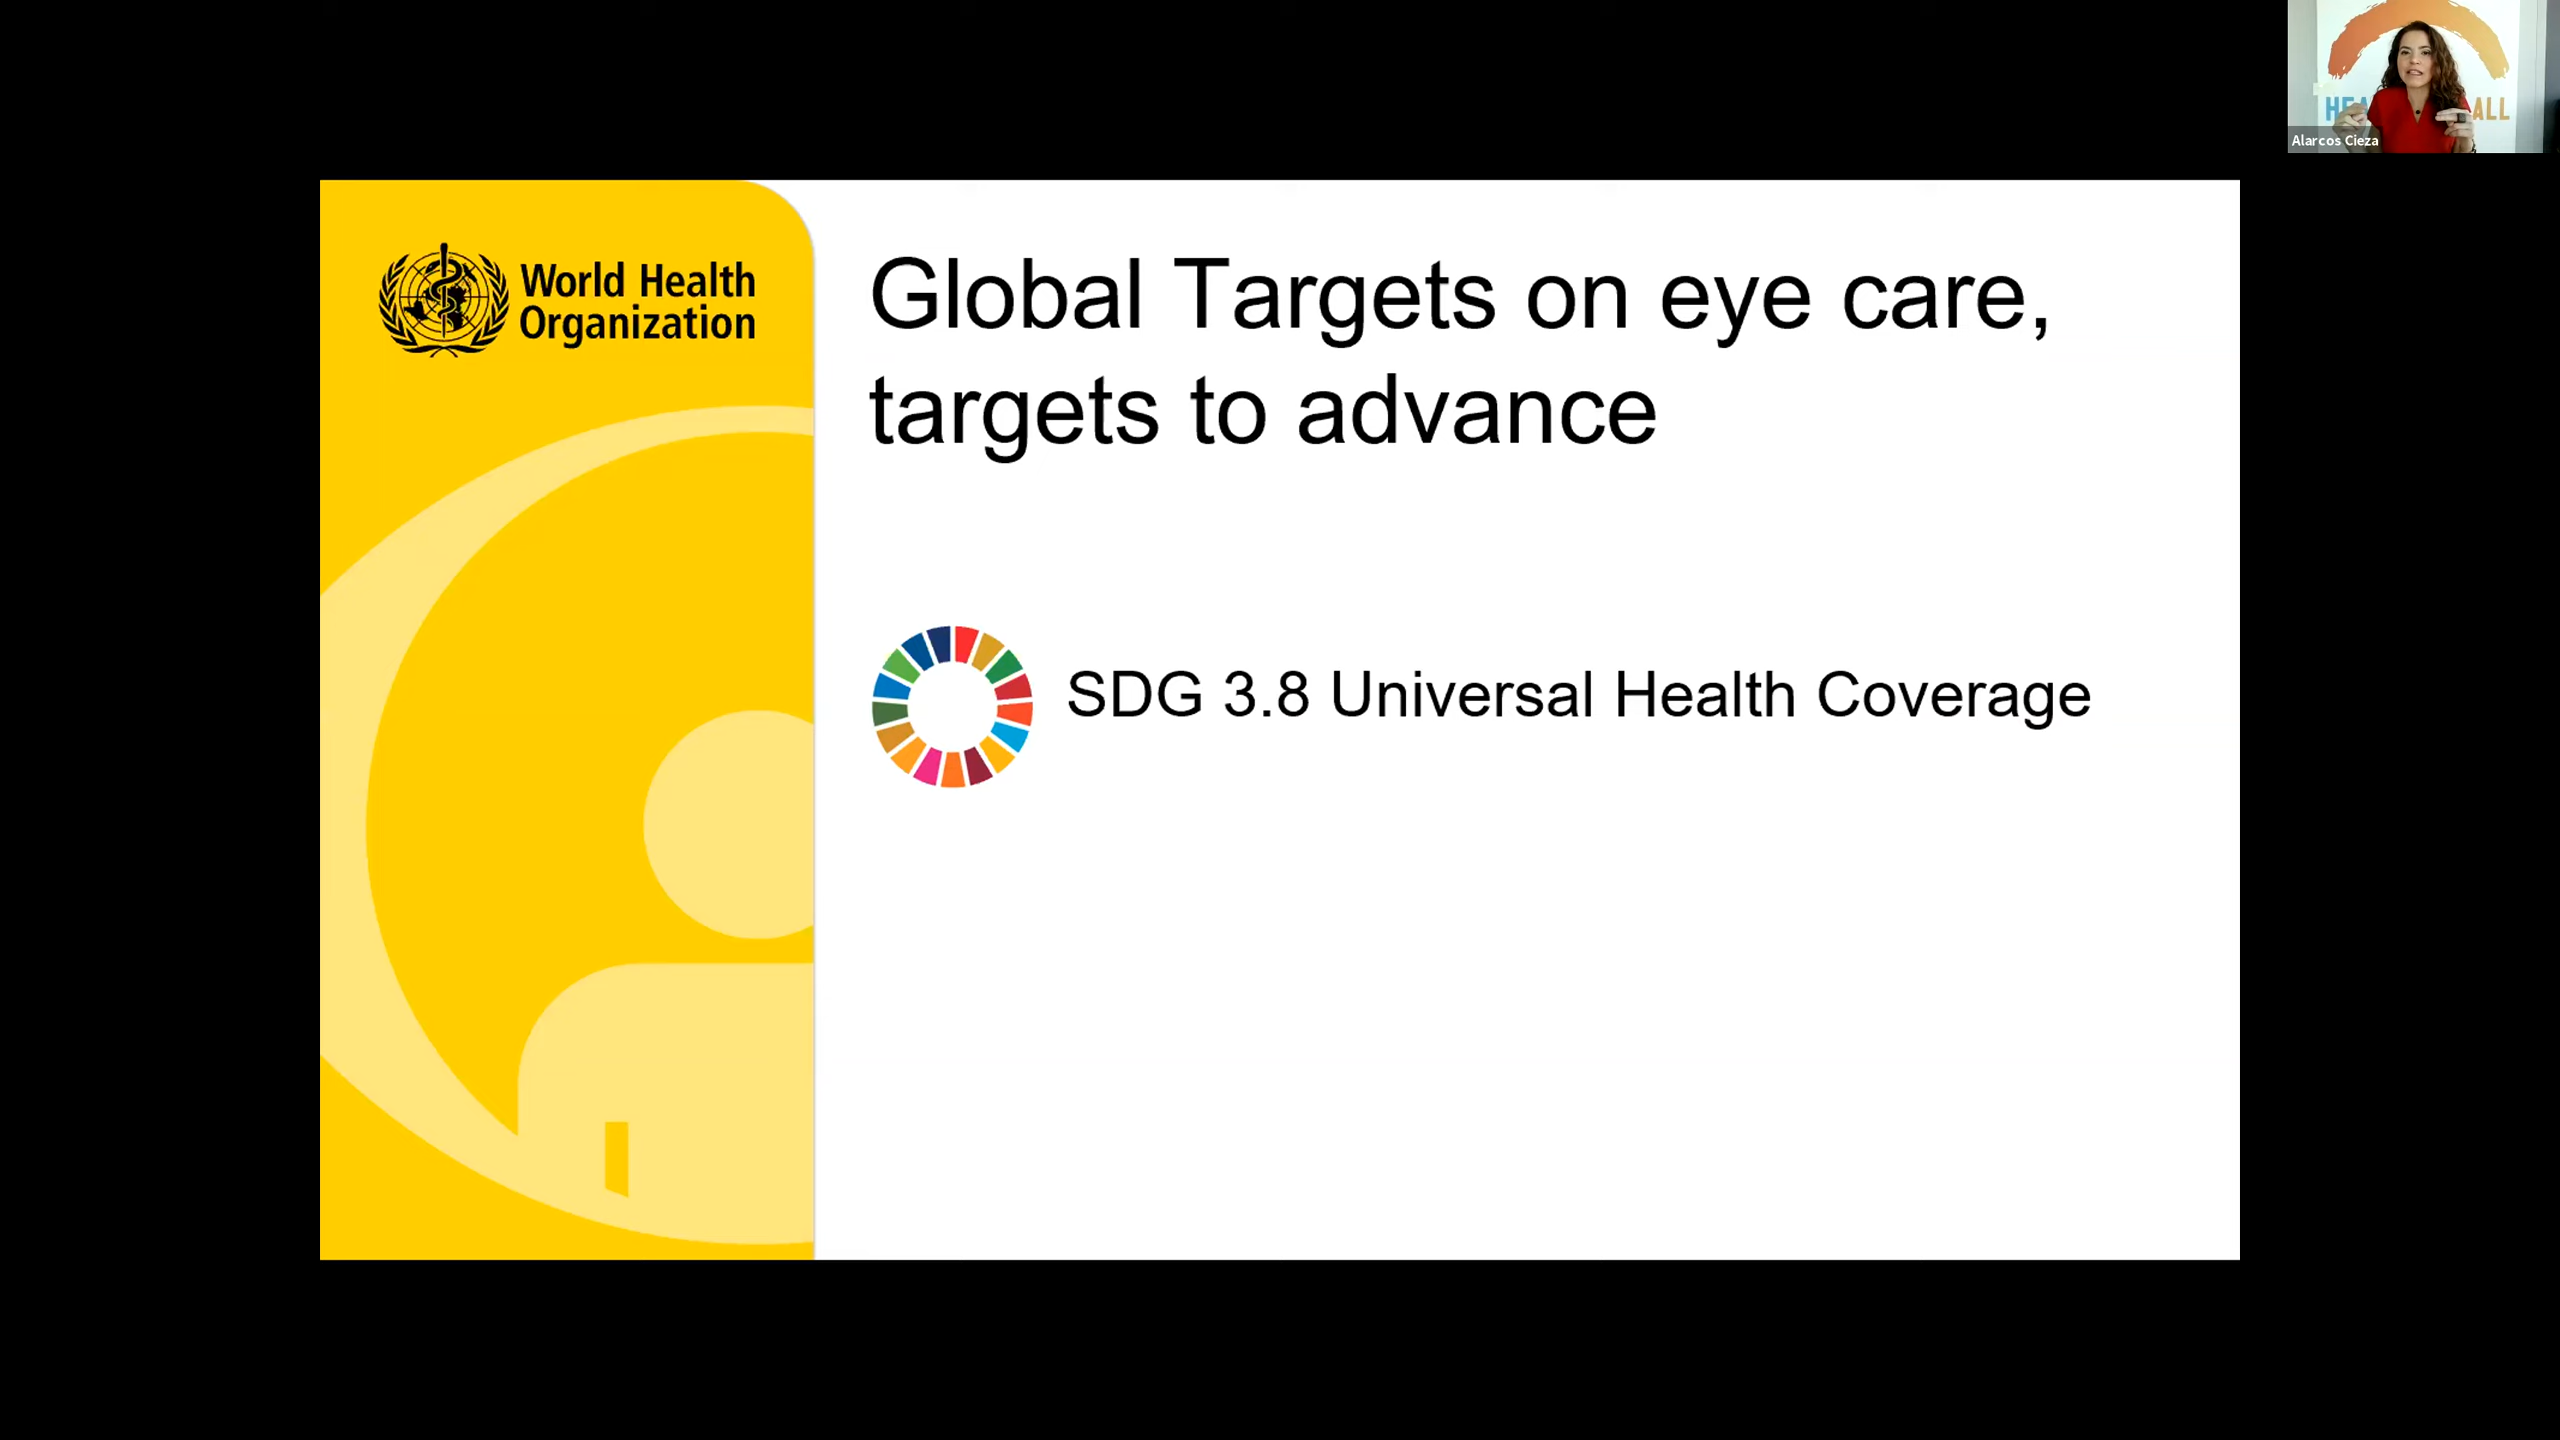 World Health
Organization
Global Targets on eye care,
targets to advance
SDG 3.8 Universal Health Coverage
ALL
Alarcos Cieza